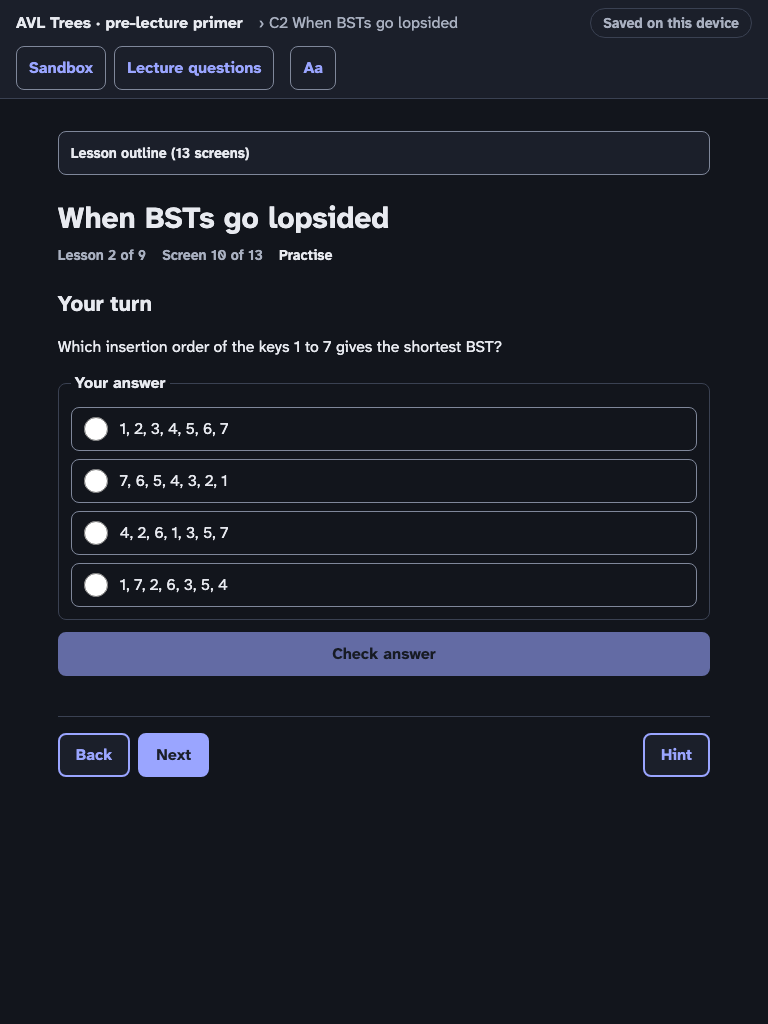 AVL Trees · pre-lecture primer › C2 When BSTs go lopsided Saved on this device
Sandbox Lecture questions Aa
Lesson outline (13 screens)
When BSTs go lopsided
Lesson 2 of 9 Screen 10 of 13 Practise
Your turn
Which insertion order of the keys 1 to 7 gives the shortest BST?
Your answer
1, 2, 3, 4, 5, 6, 7
7, 6, 5, 4, 3, 2, 1
4, 2, 6, 1, 3, 5, 7
1, 7, 2, 6, 3, 5, 4
Check answer
Back Next Hint